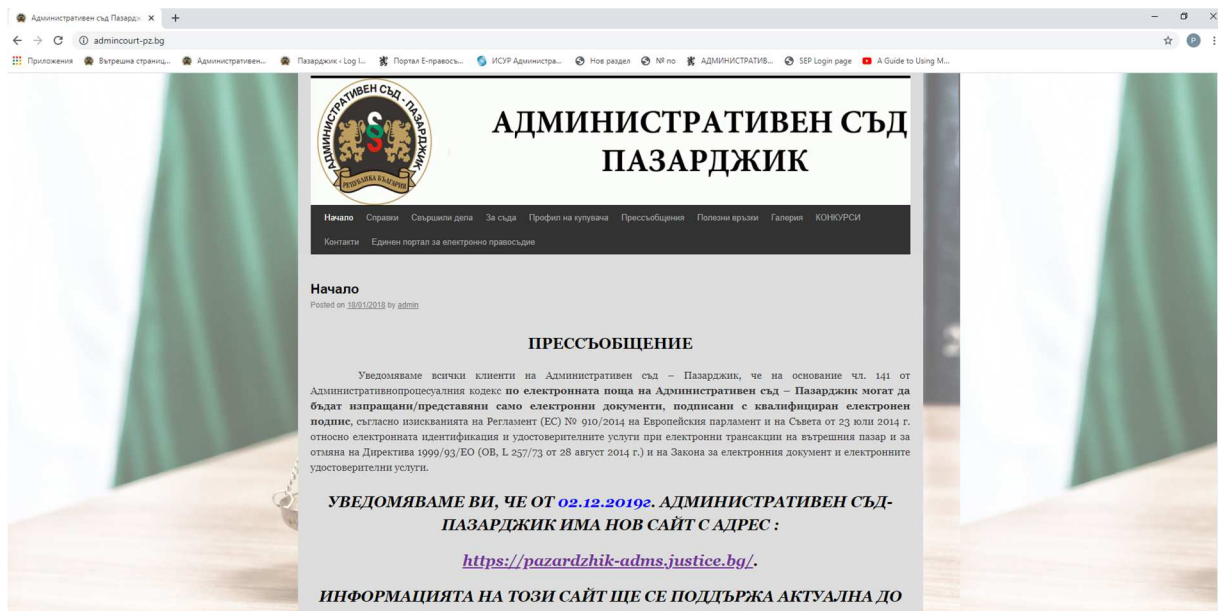 Административен съд Пазардж
admincourt-pz.bg
Приложения Вътрешна страниц... Административен... Пазарджик ‹ Log I... Портал Е-правось... ИСУР Администра... Нов раздел Nº по АДМИНИСТРАТИВ... SEP Login page A Guide to Using M...
P
АДМИНИСТРАТИВЕН СЪД - ПАЗАРДЖИК
РЕПУБЛИКА БЪЛГАРИЯ
АДМИНИСТРАТИВЕН СЪД
ПАЗАРДЖИК
Начало Справки Свършили дела За съда Профил на купувача Прессъобщения Полезни връзки Галерия КОНКУРСИ
Контакти Единен портал за електронно правосъдие
Начало
Posted on 18/01/2018 by admin
ПРЕССЪОБЩЕНИЕ
Уведомяваме всички клиенти на Административен съд – Пазарджик, че на основание чл. 141 от
Административнопроцесуалния кодекс по електронната поща на Административен съд – Пазарджик могат да
бъдат изпращани/представяни само електронни документи, подписани с квалифициран електронен
подпис, съгласно изискванията на Регламент (ЕС) № 910/2014 на Европейския парламент и на Съвета от 23 юли 2014 г.
относно електронната идентификация и удостоверителните услуги при електронни трансакции на вътрешния пазар и за
отмяна на Директива 1999/93/ЕО (ОВ, L 257/73 от 28 август 2014 г.) и на Закона за електронния документ и електронните
удостоверителни услуги.
УВЕДОМЯВАМЕ ВИ, ЧЕ ОТ 02.12.2019г. АДМИНИСТРАТИВЕН СЪД-
ПАЗАРДЖИК ИМА НОВ САЙТ С АДРЕС :
https://pazardzhik-adms.justice.bg/.
ИНФОРМАЦИЯТА НА ТОЗИ САЙТ ЩЕ СЕ ПОДДЪРЖА АКТУАЛНА ДО